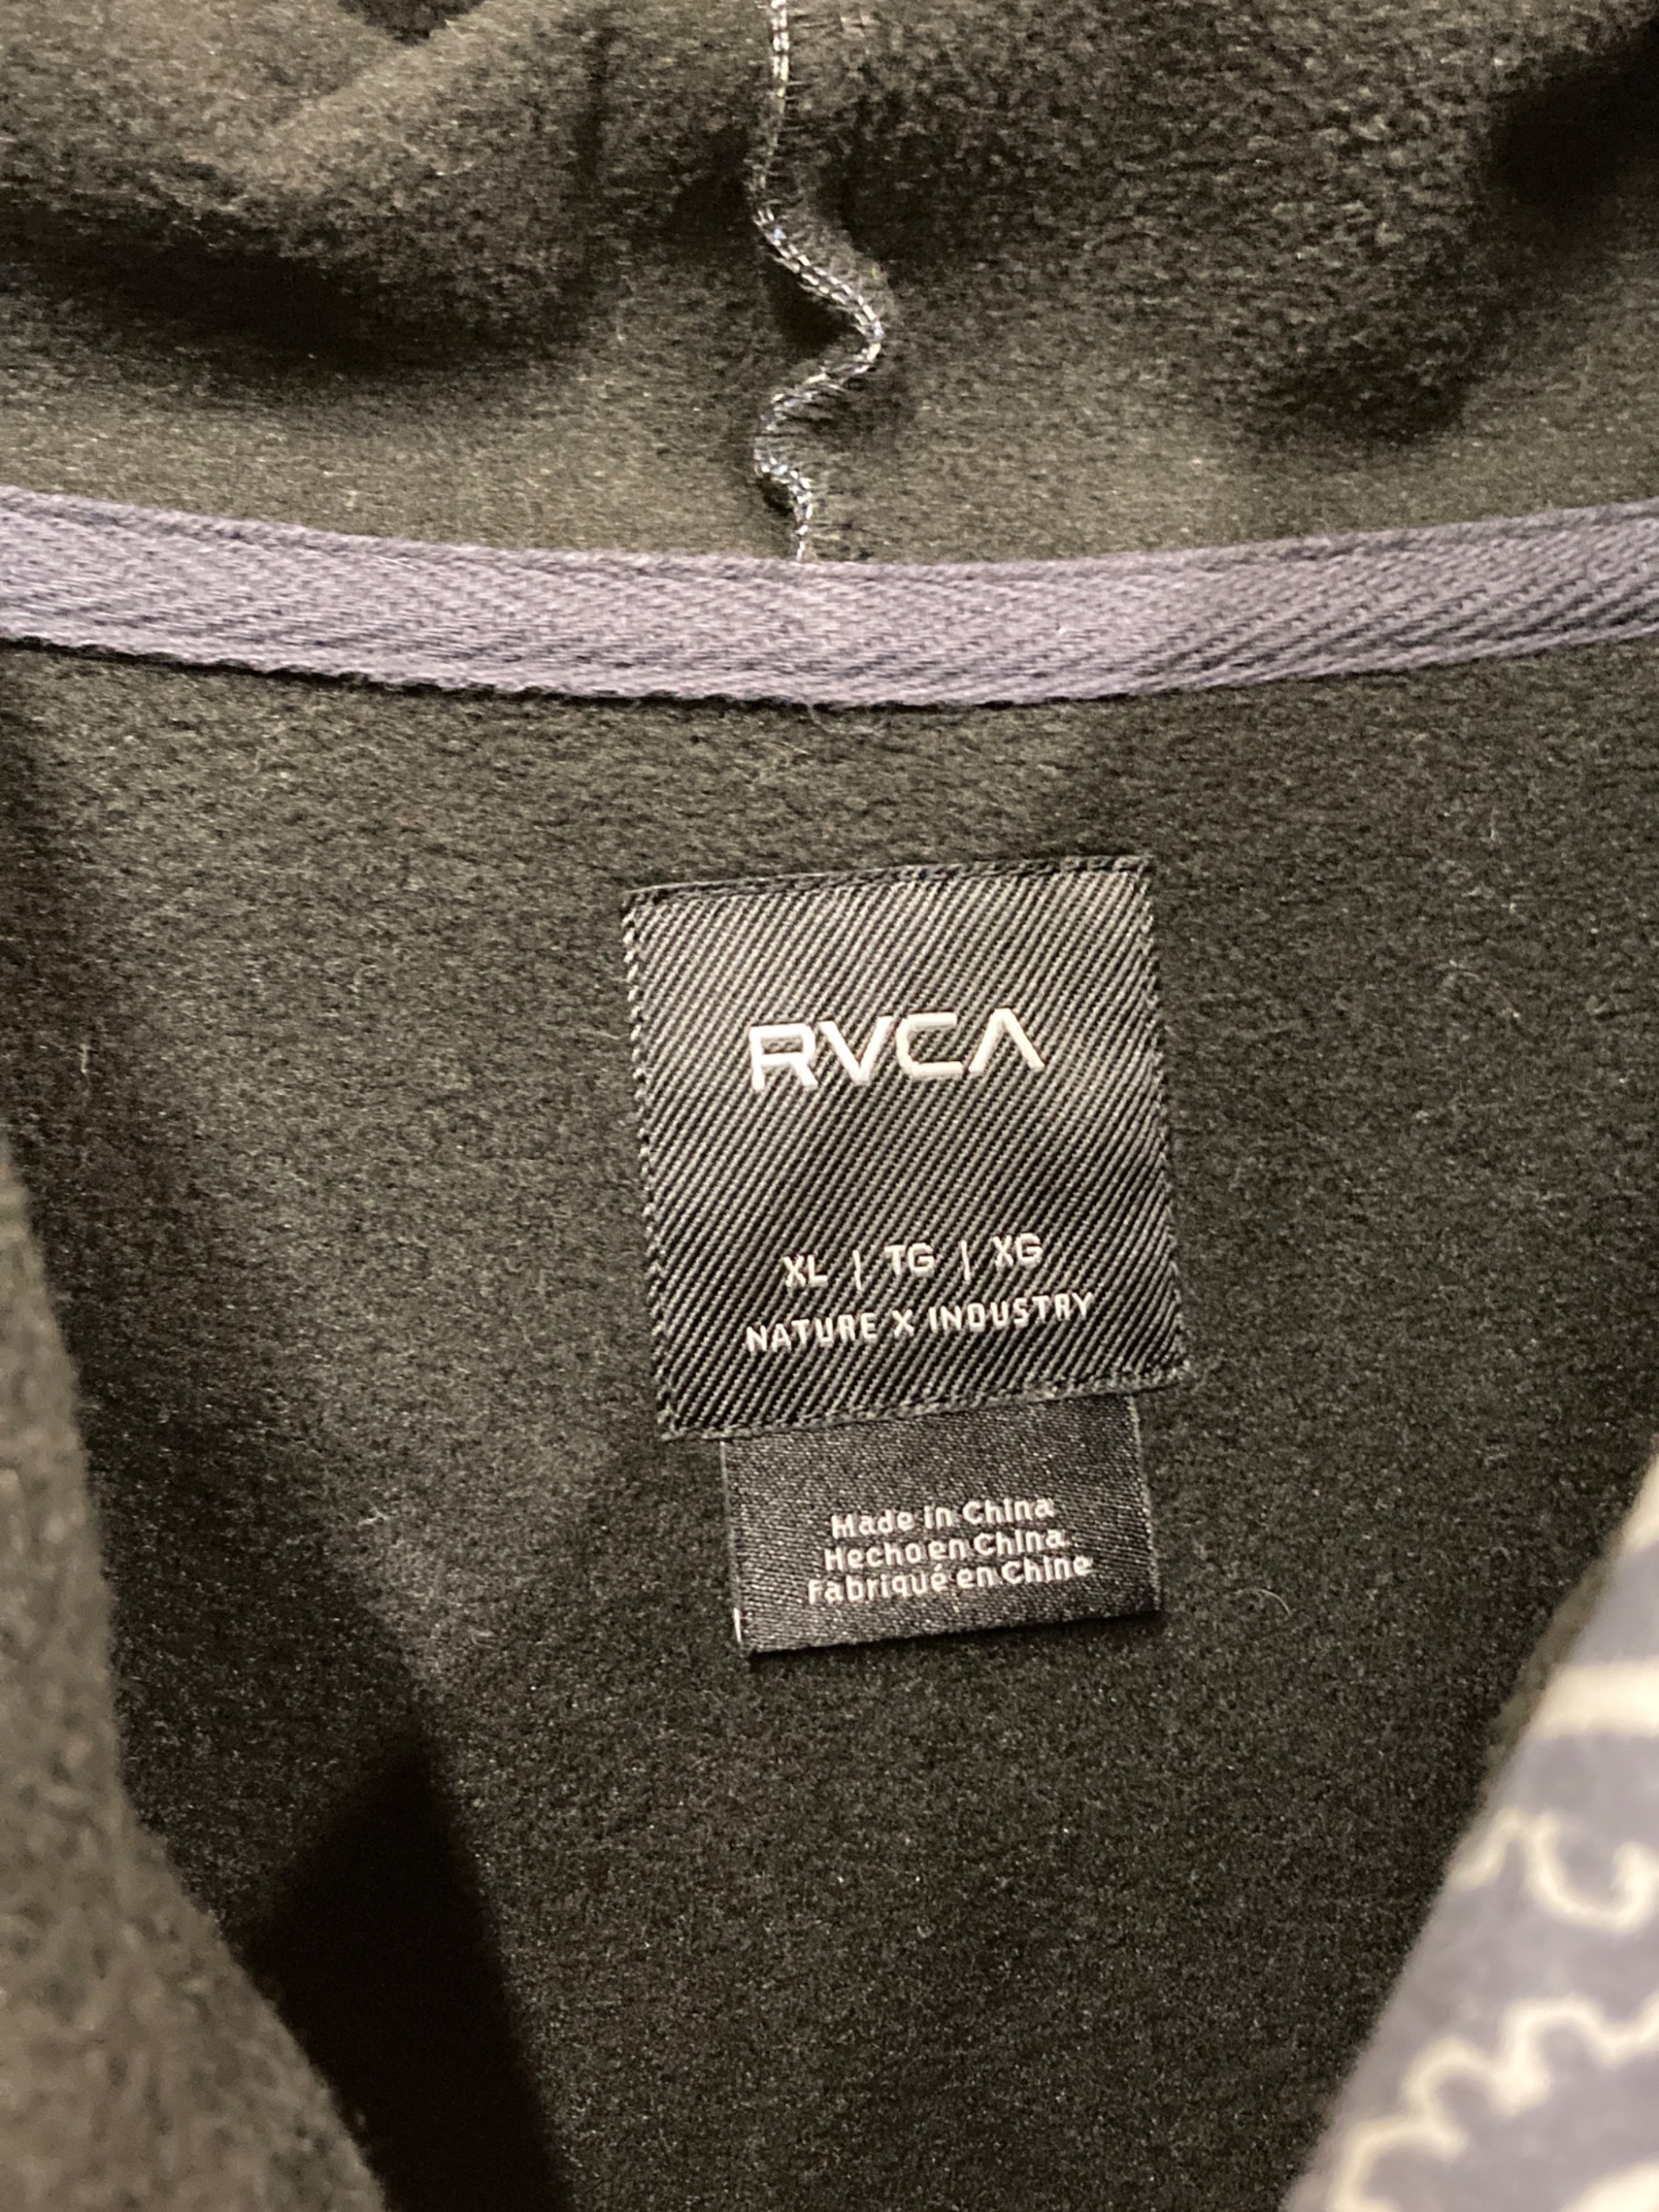 RVCA
XL | TG | XG
NATURE X INDUSTRY
Made in China
Hecho en China
Fabriqué en Chine